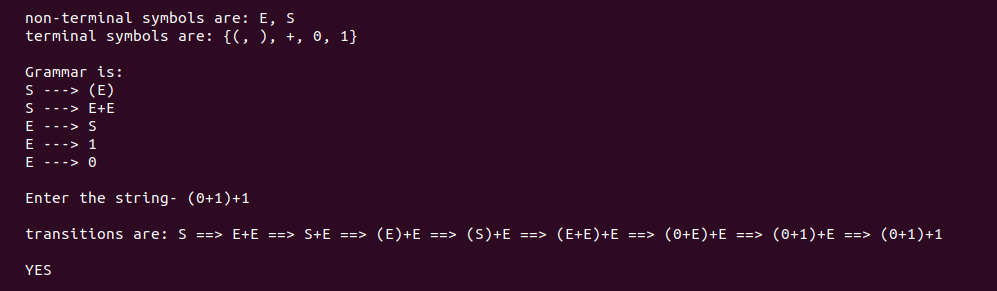 non-terminal symbols are: E, S
terminal symbols are: {(, ), +, 0, 1}
Grammar is:
S ---> (E)
S ---> E+E
E ---> S
E ---> 1
E ---> 0
Enter the string- (0+1)+1
transitions are: S ==> E+E ==> S+E ==> (E)+E ==> (S)+E ==> (E+E)+E ==> (0+E)+E ==> (0+1)+E ==> (0+1)+1
YES